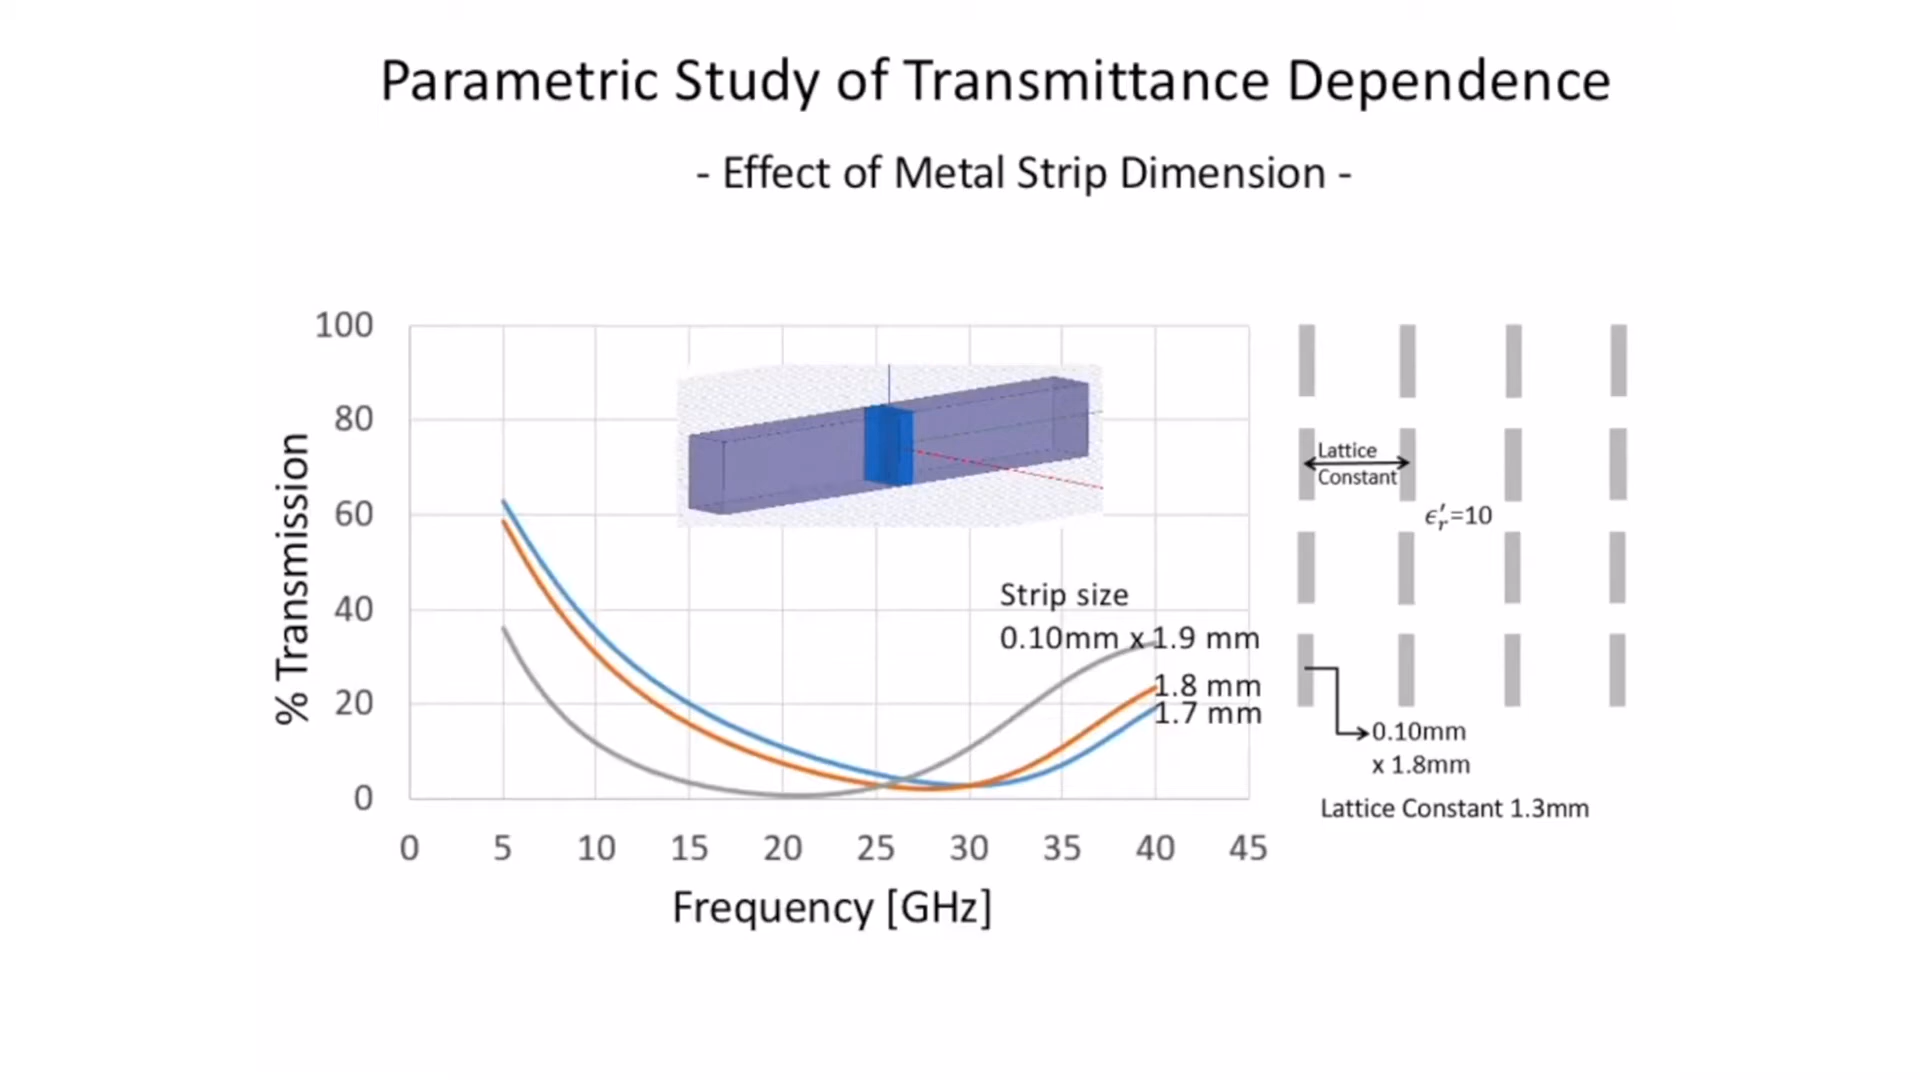 Parametric Study of Transmittance Dependence
- Effect of Metal Strip Dimension -
% Transmission
100
80
60
40
20
0
0 5 10 15 20 25 30 35 40 45
Frequency [GHz]
Strip size
0.10mm x 1.9 mm
1.8 mm
1.7 mm
Lattice
Constant
ϵ′r=10
0.10mm
x 1.8mm
Lattice Constant 1.3mm